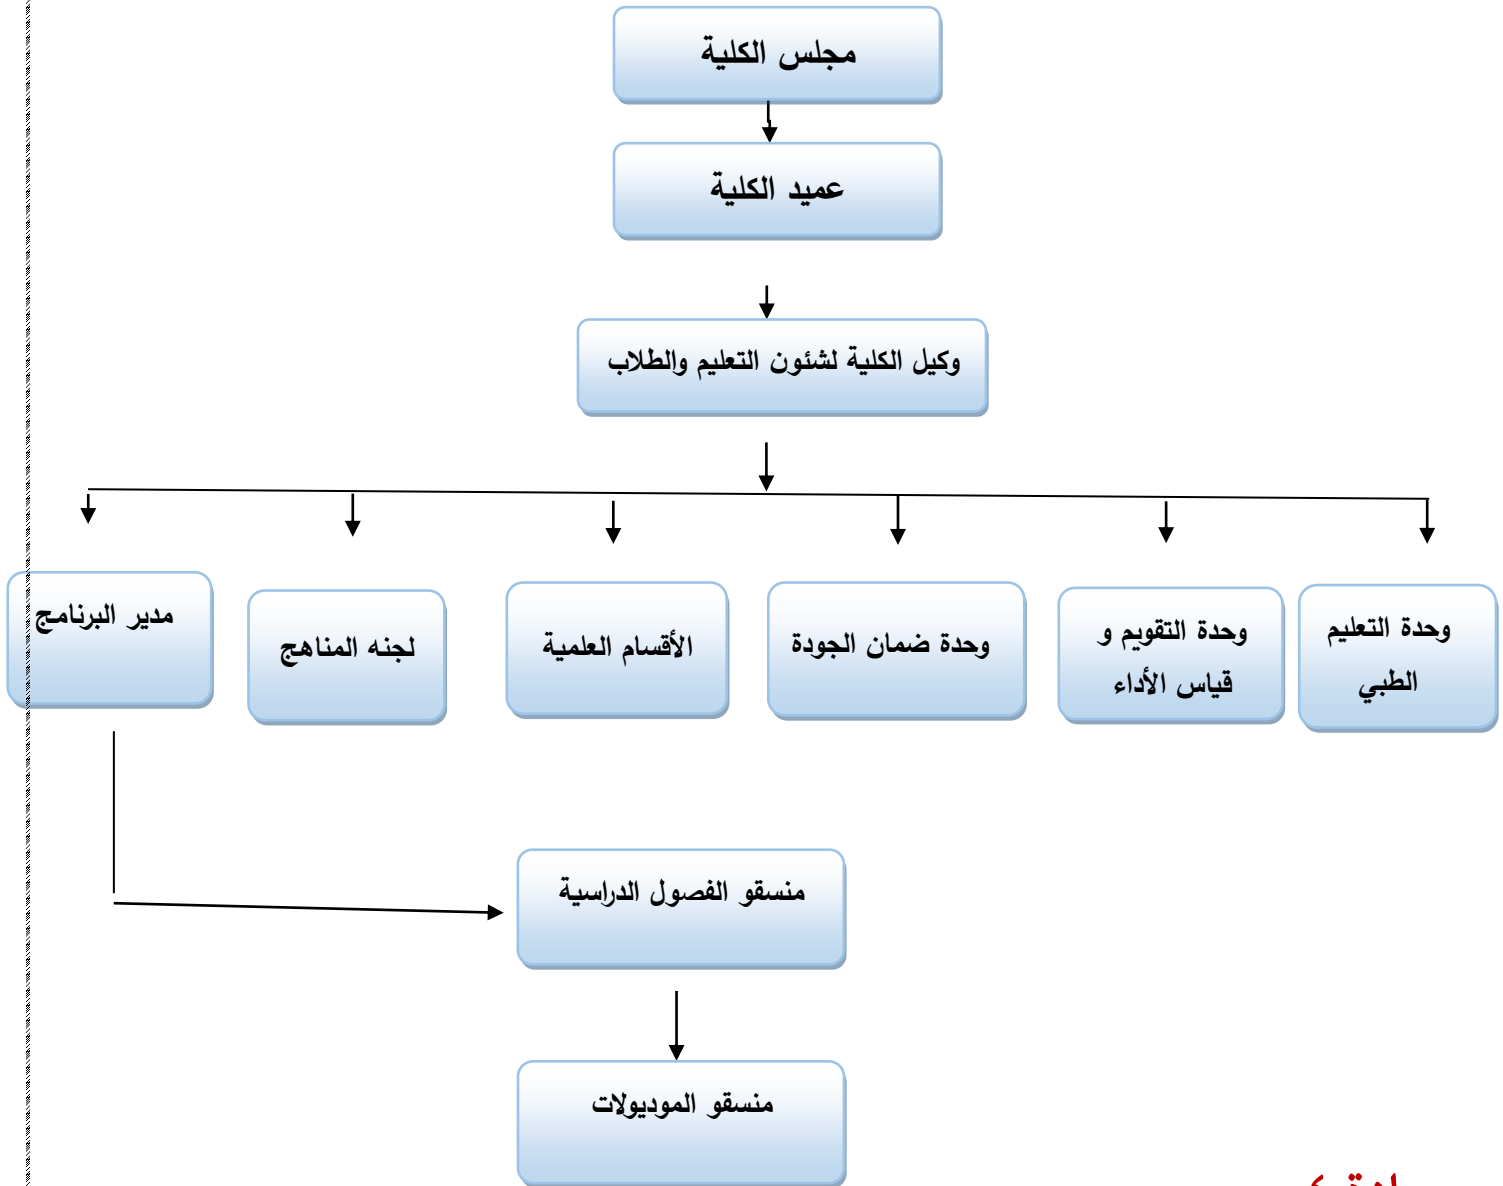 مجلس الكلية
عميد الكلية
وكيل الكلية لشئون التعليم والطلاب
وحدة التعليم
الطبي
وحدة التقويم و
قياس الأداء
وحدة ضمان الجودة
الأقسام العلمية
لجنه المناهج
مدير البرنامج
منسقو الفصول الدراسية
منسقو الموديولات